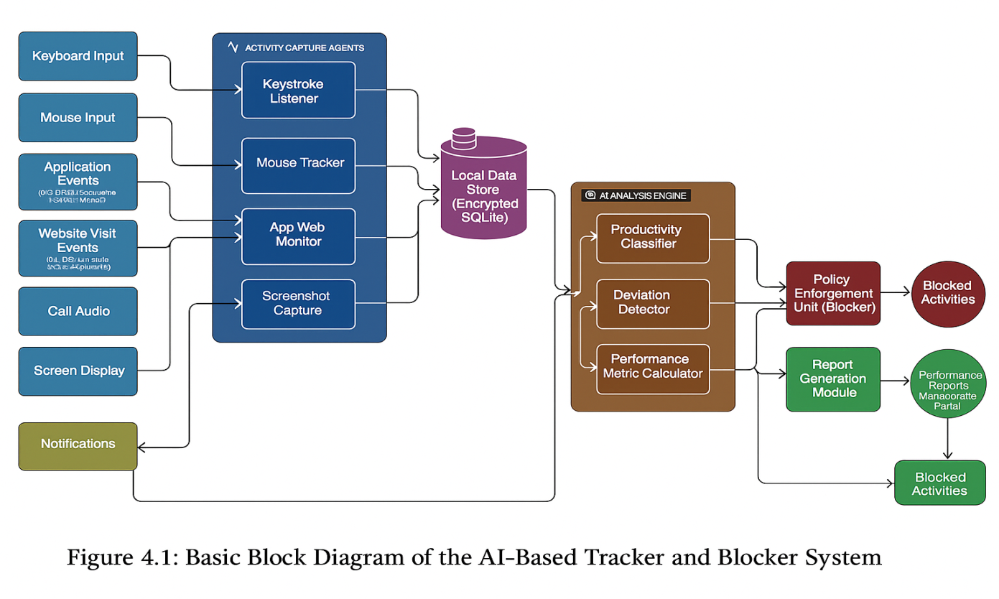 Keyboard Input
Mouse Input
Application
Events
Website Visit
Events
Call Audio
Screen Display
Notifications
ACTIVITY CAPTURE AGENTS
Keystroke
Listener
Mouse Tracker
App Web
Monitor
Screenshot
Capture
Local Data
Store
(Encrypted
SQLite)
At ANALYSIS ENGINE
Productivity
Classifier
Deviation
Detector
Performance
Metric Calculator
Policy
Enforgement
Unit (Blocker)
Blocked
Activities
Report
Generation
Module
Performance
Reports
Manaooratte
Partal
Blocked
Activities
Figure 4.1: Basic Block Diagram of the AI-Based Tracker and Blocker System